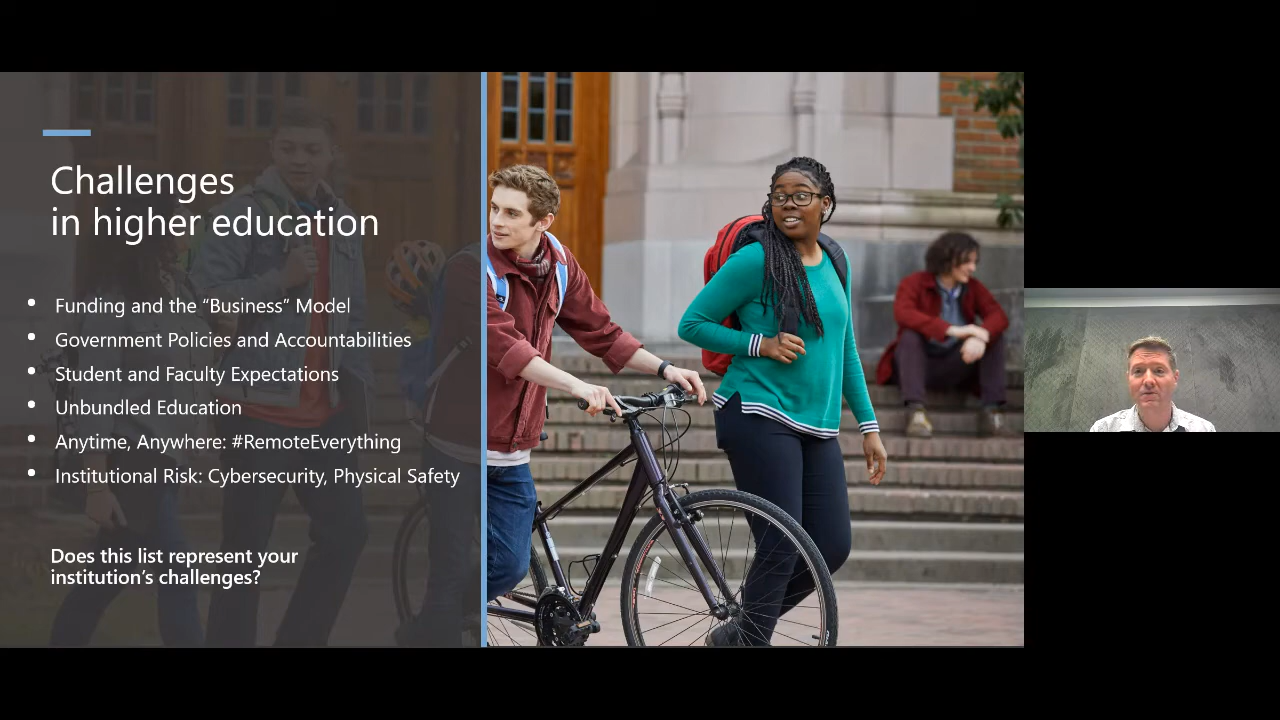 Challenges
in higher education
• Funding and the “Business” Model
• Government Policies and Accountabilities
• Student and Faculty Expectations
• Unbundled Education
• Anytime, Anywhere: #RemoteEverything
• Institutional Risk: Cybersecurity, Physical Safety
Does this list represent your
institution’s challenges?